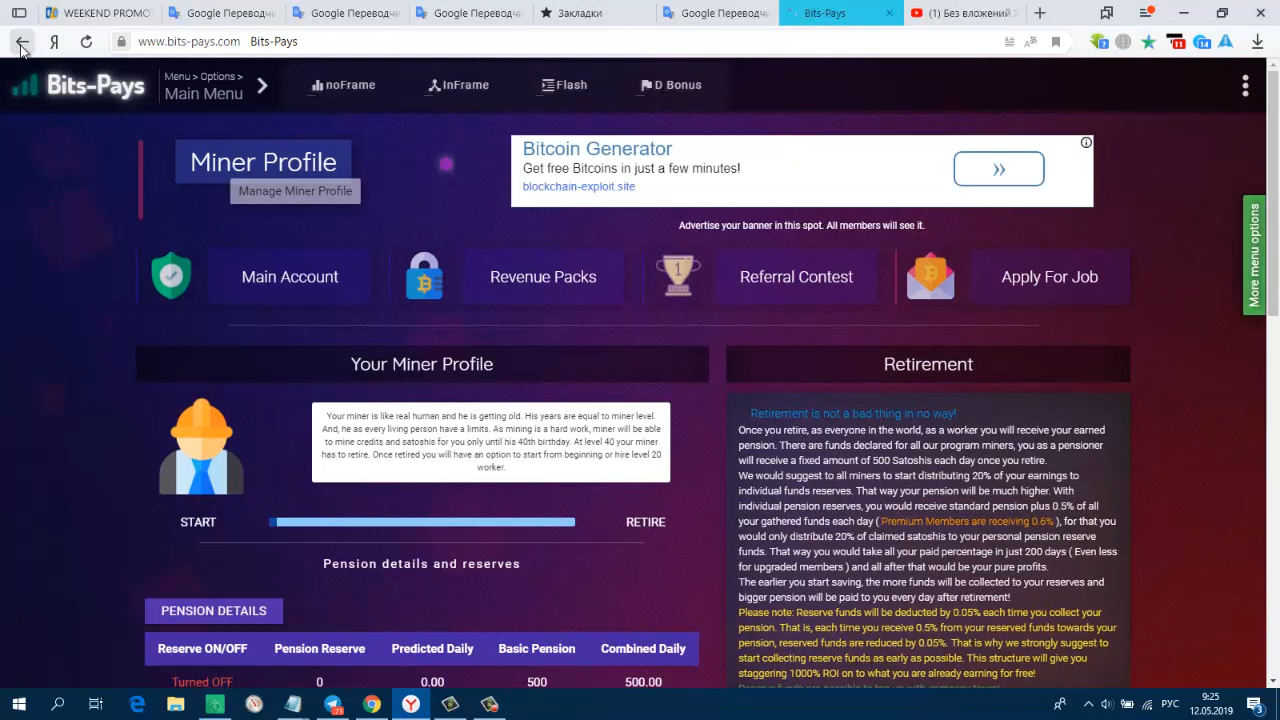 WEEKEND PROMO
Google Переводчи
Google Переводчи
Google Переводчи
Закладки
Google Переводчи
Bits-Pays
(1) Без вложений
Я
www.bits-pays.com Bits-Pays
7
11
14
Bits-Pays
Menu > Options >
Main Menu
noFrame
InFrame
Flash
D Bonus
Miner Profile
Manage Miner Profile
Bitcoin Generator
Get free Bitcoins in just a few minutes!
blockchain-exploit.site
Advertise your banner in this spot. All members will see it.
More menu options
Main Account
Revenue Packs
1
Referral Contest
Apply For Job
Your Miner Profile
Your miner is like real human and he is getting old. His years are equal to miner level.
And, he as every living person have a limits. As mining is a hard work, miner will be able
to mine credits and satoshis for you only until his 40th birthday. At level 40 your miner
has to retire. Once retired you will have an option to start from beginning or hire level 20
worker.
START
RETIRE
Pension details and reserves
PENSION DETAILS
Reserve ON/OFF Pension Reserve Predicted Daily Basic Pension Combined Daily
Turned OFF 0 0.00 500 500.00
Retirement
Retirement is not a bad thing in no way!
Once you retire, as everyone in the world, as a worker you will receive your earned
pension. There are funds declared for all our program miners, you as a pensioner
will receive a fixed amount of 500 Satoshis each day once you retire.
We would suggest to all miners to start distributing 20% of your earnings to
individual funds reserves. That way your pension will be much higher. With
individual pension reserves, you would receive standard pension plus 0.5% of all
your gathered funds each day ( Premium Members are receiving 0.6% ), for that you
would only distribute 20% of claimed satoshis to your personal pension reserve
funds. That way you would take all your paid percentage in just 200 days ( Even less
for upgraded members ) and all after that would be your pure profits.
The earlier you start saving, the more funds will be collected to your reserves and
bigger pension will be paid to you every day after retirement!
Please note: Reserve funds will be deducted by 0.05% each time you collect your
pension. That is, each time you receive 0.5% from your reserved funds towards your
pension, reserved funds are reduced by 0.05%. That is why we strongly suggest to
start collecting reserve funds as early as possible. This structure will give you
staggering 1000% ROI on to what you are already earning for free!
РУС
9:25
12.05.2019
3